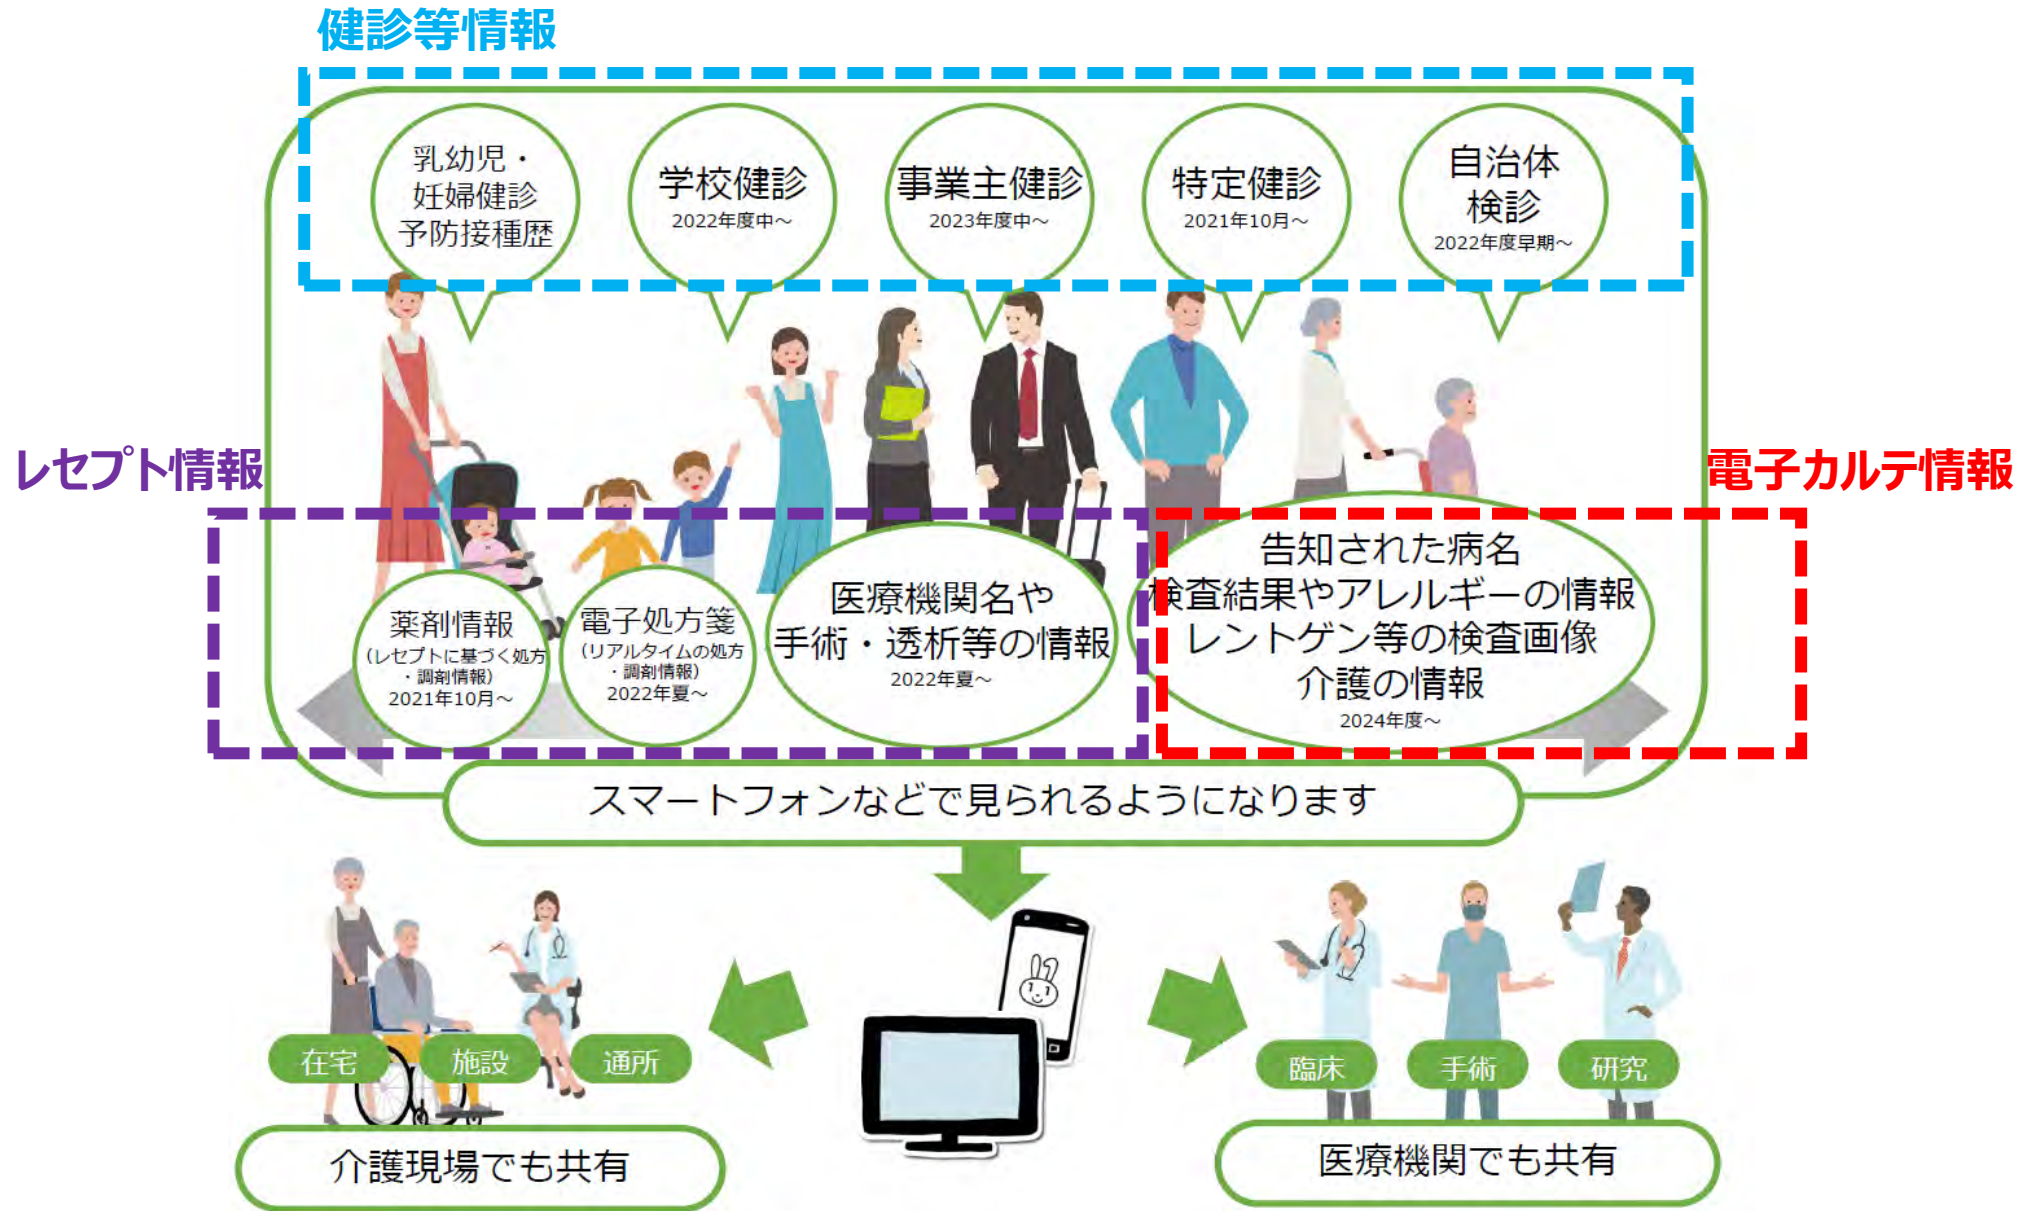 健診等情報
乳幼児・
妊婦健診
予防接種歴
学校健診
2022年度中～
事業主健診
2023年度中～
特定健診
2021年10月～
自治体
検診
2022年度早期～
レセプト情報
電子カルテ情報
薬剤情報
（レセプトに基づく処方
・調剤情報）
2021年10月～
電子処方箋
（リアルタイムの処方
・調剤情報）
2022年夏～
医療機関名や
手術・透析等の情報
2022年夏～
告知された病名
検査結果やアレルギーの情報
レントゲン等の検査画像
介護の情報
2024年度～
スマートフォンなどで見られるようになります
在宅
施設
通所
介護現場でも共有
臨床
手術
研究
医療機関でも共有